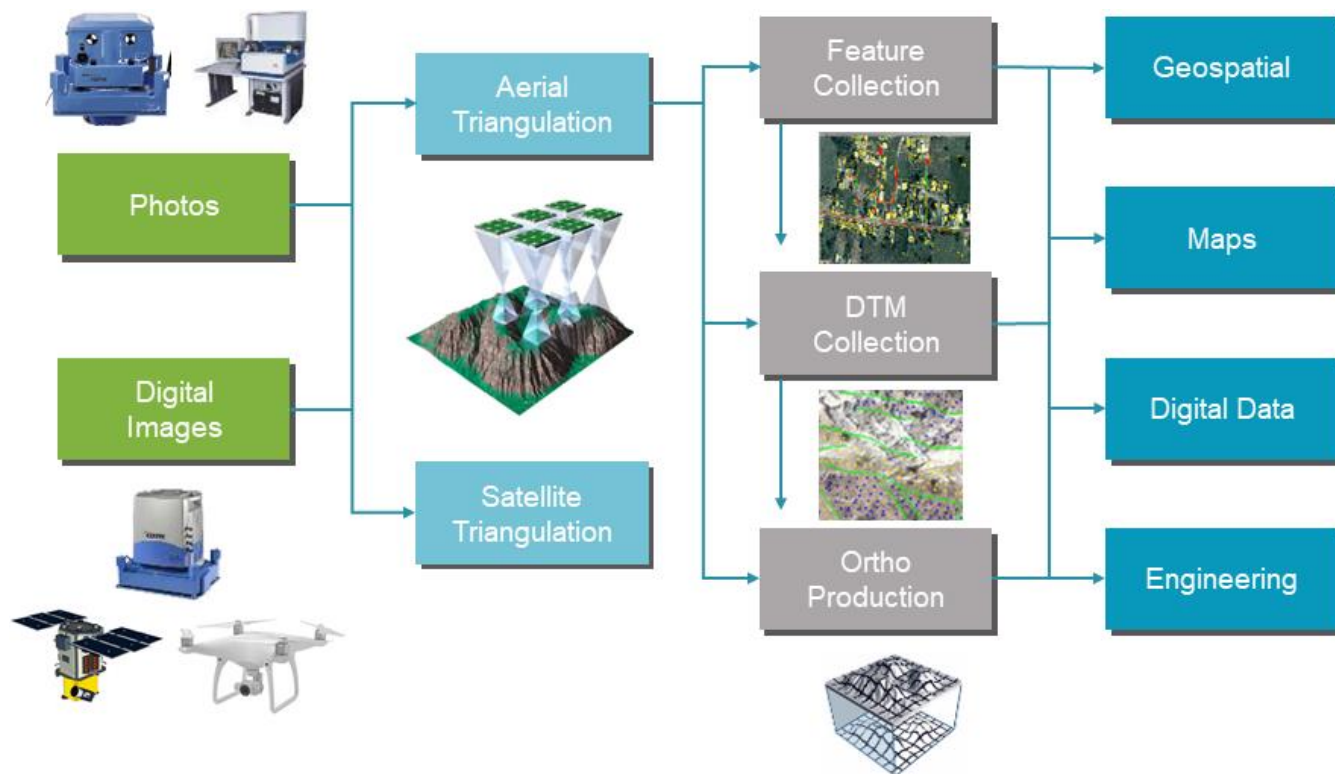 Photos
Digital
Images
Aerial
Triangulation
Satellite
Triangulation
Feature
Collection
DTM
Collection
Ortho
Production
Geospatial
Maps
Digital Data
Engineering